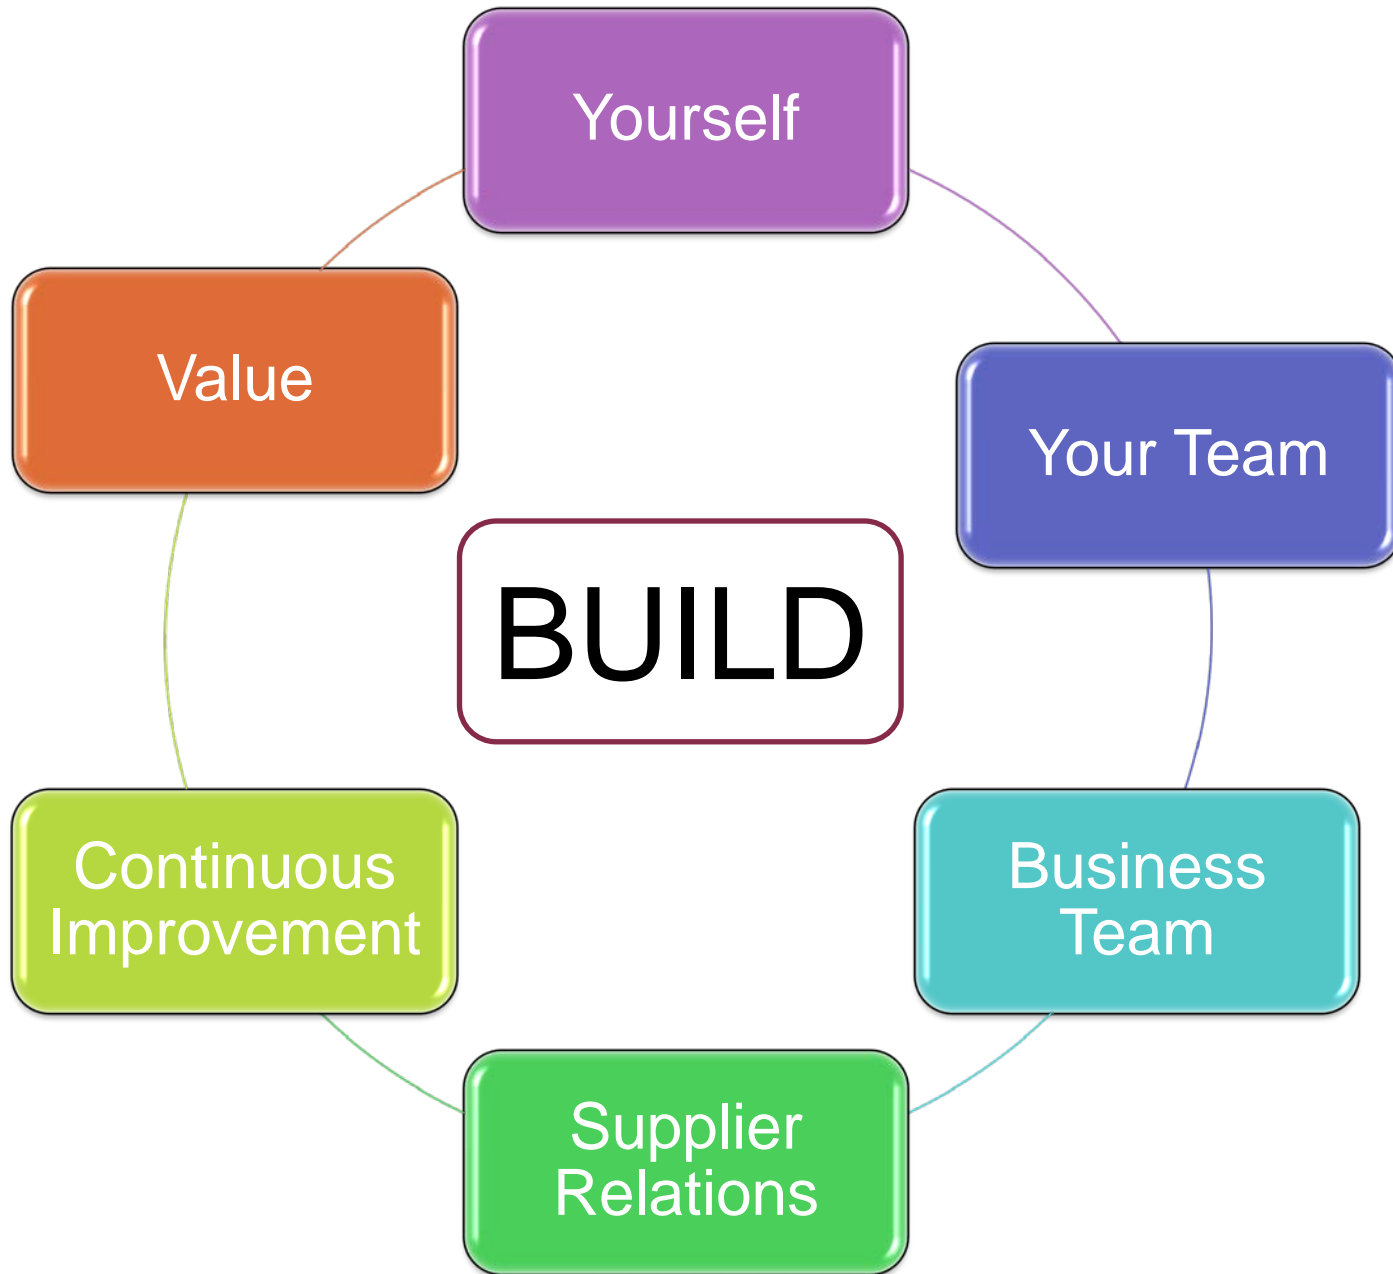 Yourself
Value
Your Team
BUILD
Continuous
Improvement
Business
Team
Supplier
Relations